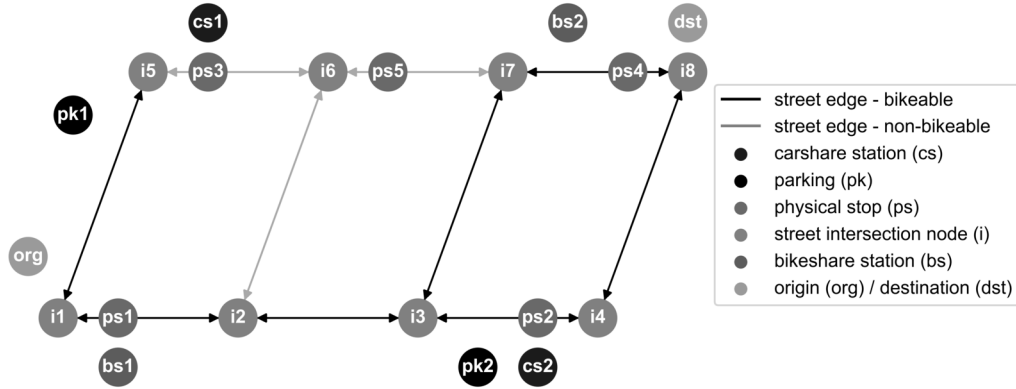 cs1
bs2
dst
i5
ps3
i6
ps5
i7
ps4
i8
pk1
street edge - bikeable
street edge - non-bikeable
carshare station (cs)
parking (pk)
physical stop (ps)
street intersection node (i)
bikeshare station (bs)
origin (org) / destination (dst)
org
i1
ps1
i2
i3
ps2
i4
bs1
pk2
cs2